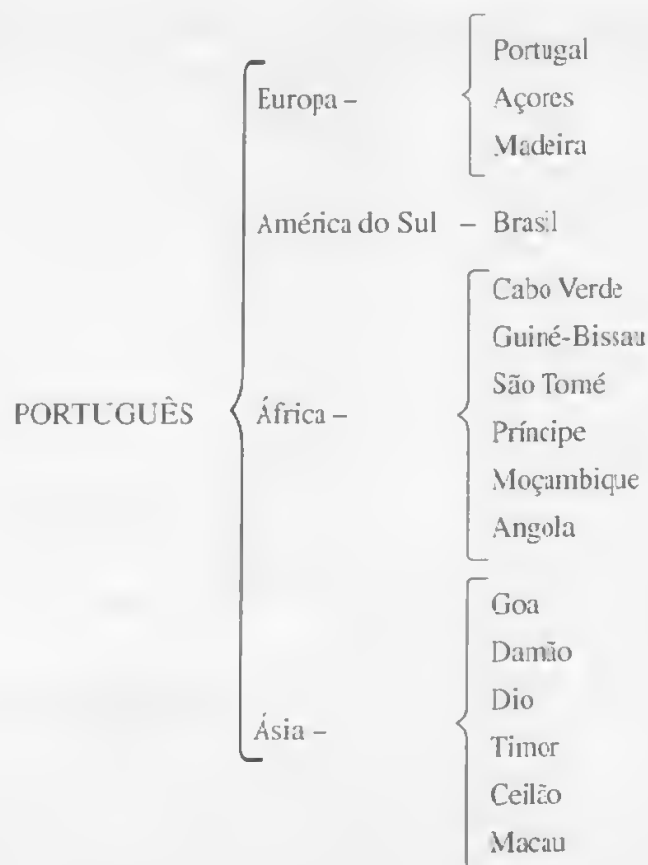 PORTUGUÊS
Europa –
Portugal
Açores
Madeira
América do Sul – Brasil
África –
Cabo Verde
Guiné-Bissau
São Tomé
Príncipe
Moçambique
Angola
Ásia –
Goa
Damão
Dio
Timor
Ceilão
Macau